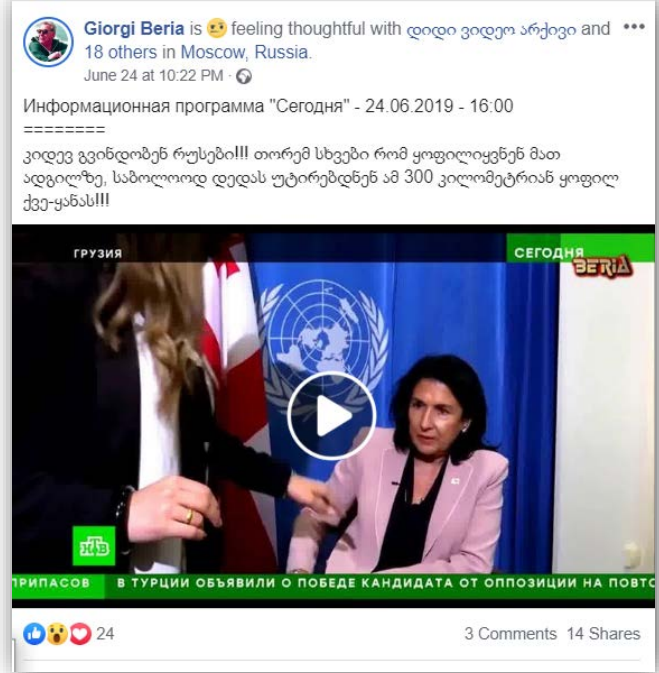 Giorgi Beria is feeling thoughtful with დიდი ვიდეო არქივი and
18 others in Moscow, Russia.
June 24 at 10:22 PM ·
Информационная программа "Сегодня" - 24.06.2019 - 16:00
========
კიდევ გვინდობენ რუსები!!! თორემ სხვები რომ ყოფილიყვნენ მათ
ადგილზე, საბოლოოდ დედას უტირებდნენ ამ 300 კილომეტრიან ყოფილ
ქვე-ყანას!!!
ГРУЗИЯ
СЕГОДНЯ
BERIA
НТВ
РИПАСОВ В ТУРЦИИ ОБЪЯВИЛИ О ПОБЕДЕ КАНДИДАТА ОТ ОППОЗИЦИИ НА ПОВТО
24
3 Comments 14 Shares